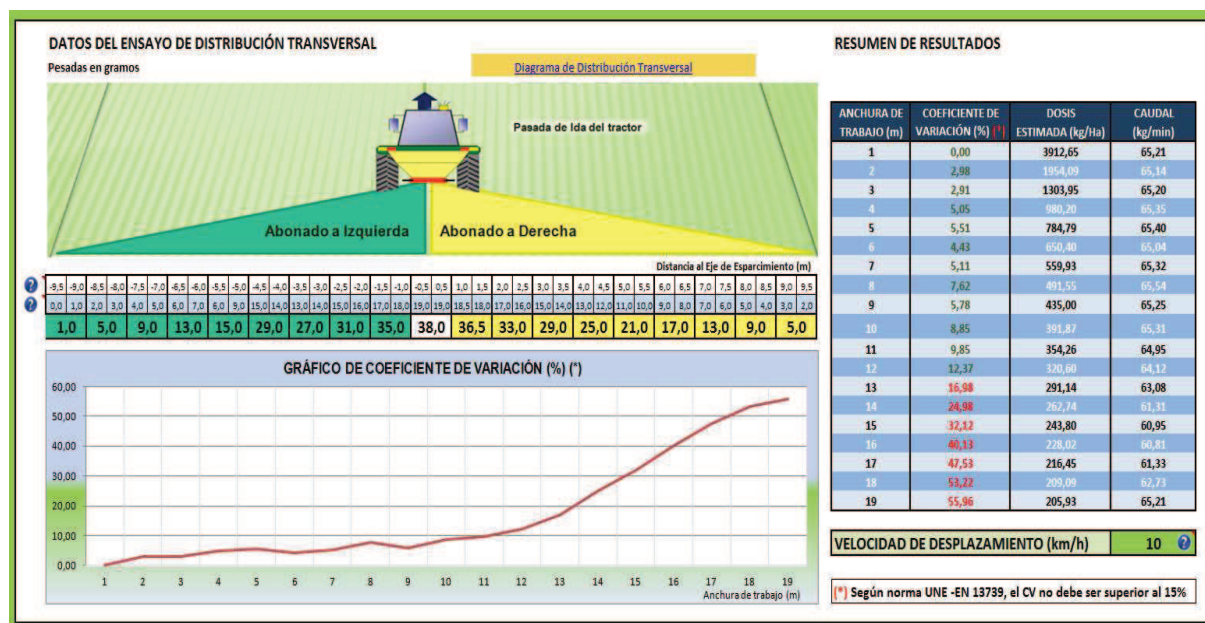 DATOS DEL ENSAYO DE DISTRIBUCIÓN TRANSVERSAL
Pesadas en gramos
Diagrama de Distribución Transversal
Pasada de Ida del tractor
Abonado a Izquierda
Abonado a Derecha
Distancia al Eje de Esparcimiento (m)
-9,5 -9,0 -8,5 -8,0 -7,5 -7,0 -6,5 -6,0 -5,5 -5,0 -4,5 -4,0 -3,5 -3,0 -2,5 -2,0 -1,5 -1,0 -0,5 0,5 1,0 1,5 2,0 2,5 3,0 3,5 4,0 4,5 5,0 5,5 6,0 6,5 7,0 7,5 8,0 8,5 9,0 9,5
0,0 1,0 2,0 3,0 4,0 5,0 6,0 7,0 6,0 9,0 15,0 14,0 13,0 14,0 15,0 16,0 17,0 18,0 19,0 19,0 18,5 18,0 17,0 16,0 15,0 14,0 13,0 12,0 11,0 10,0 9,0 8,0 7,0 6,0 5,0 4,0 3,0 2,0
1,0 5,0 9,0 13,0 15,0 29,0 27,0 31,0 35,0 38,0 36,5 33,0 29,0 25,0 21,0 17,0 13,0 9,0 5,0
GRÁFICO DE COEFICIENTE DE VARIACIÓN (%) (*)
60,00
50,00
40,00
30,00
20,00
10,00
0,00
1 2 3 4 5 6 7 8 9 10 11 12 13 14 15 16 17 18 19
Anchura de trabajo (m)
RESUMEN DE RESULTADOS
ANCHURA DE TRABAJO (m) COEFICIENTE DE VARIACIÓN (%) (*) DOSIS ESTIMADA (kg/Ha) CAUDAL (kg/min)
1 0,00 3912,65 65,21
2 2,98 1954,09 65,14
3 2,91 1303,95 65,20
4 5,05 980,20 65,35
5 5,51 784,79 65,40
6 4,43 650,40 65,04
7 5,11 559,93 65,32
8 7,62 491,55 65,54
9 5,78 435,00 65,25
10 8,85 391,87 65,31
11 9,85 354,26 64,95
12 12,37 320,60 64,12
13 16,98 291,14 63,08
14 24,98 262,74 61,31
15 32,12 243,80 60,95
16 40,13 228,02 60,81
17 47,53 216,45 61,33
18 53,22 209,09 62,73
19 55,96 205,93 65,21
VELOCIDAD DE DESPLAZAMIENTO (km/h) 10
(*) Según norma UNE -EN 13739, el CV no debe ser superior al 15%